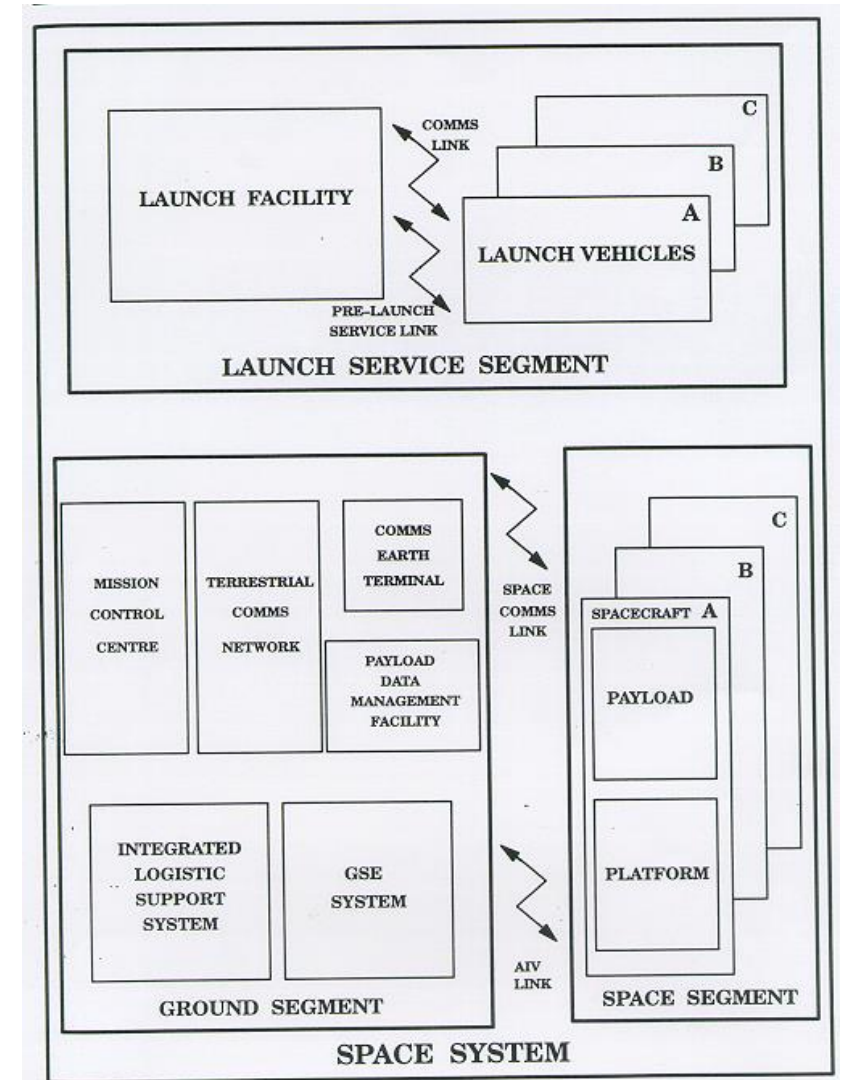 C
COMMS
LINK
B
LAUNCH FACILITY
A
LAUNCH VEHICLES
PRE–LAUNCH
SERVICE LINK
LAUNCH SERVICE SEGMENT
MISSION
CONTROL
CENTRE
TERRESTRIAL
COMMS
NETWORK
COMMS
EARTH
TERMINAL
PAYLOAD
DATA
MANAGEMENT
FACILITY
INTEGRATED
LOGISTIC
SUPPORT
SYSTEM
GSE
SYSTEM
GROUND SEGMENT
SPACE
COMMS
LINK
AIV
LINK
C
B
SPACECRAFT A
PAYLOAD
PLATFORM
SPACE SEGMENT
SPACE SYSTEM